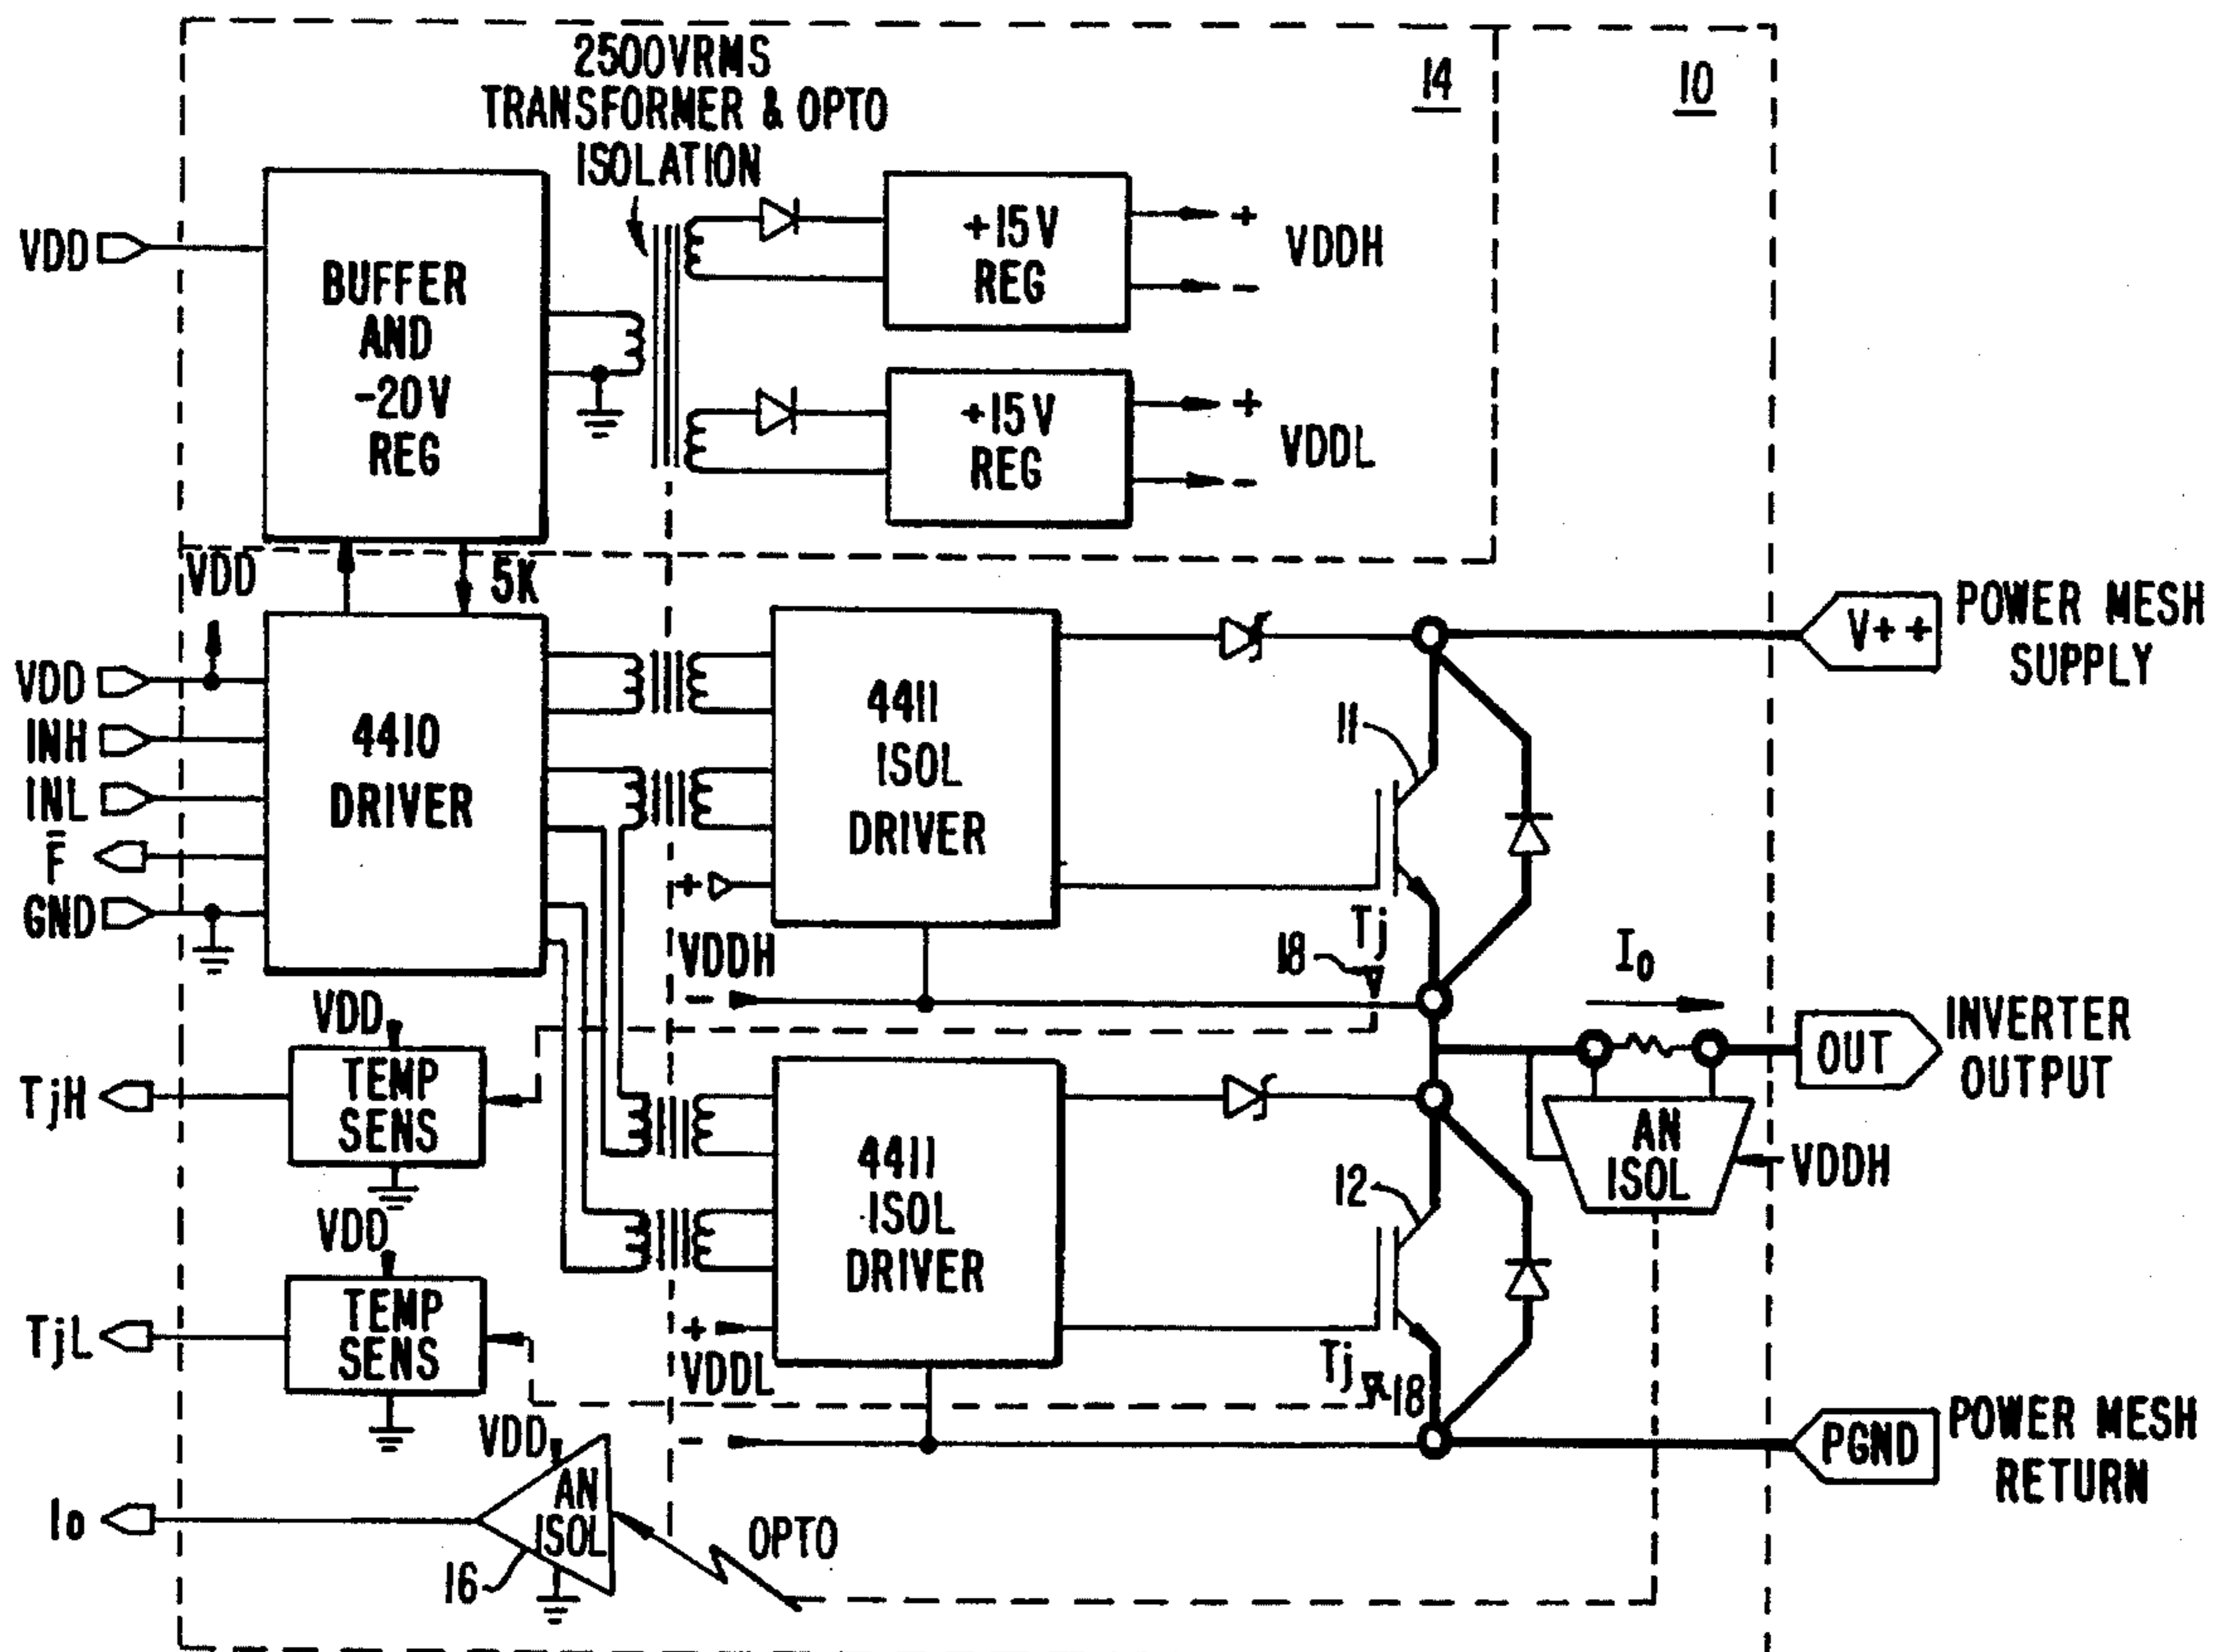 2500VRMS
TRANSFORMER & OPTO
ISOLATION
14
10
VDD
BUFFER
AND
-20V
REG
+15V
REG
+
-
VDDH
+15V
REG
+
-
VDDL
VDD
5K
VDD
INH
INL
F̄
GND
4410
DRIVER
4411
ISOL
DRIVER
+
VDDH
-
11
Tj
18
V++
POWER MESH
SUPPLY
I0
OUT
INVERTER
OUTPUT
AN
ISOL
VDDH
VDD
TEMP
SENS
TjH
VDD
TEMP
SENS
TjL
4411
ISOL
DRIVER
+
VDDL
-
12
Tj
18
PGND
POWER MESH
RETURN
VDD
AN
ISOL
16
Io
OPTO